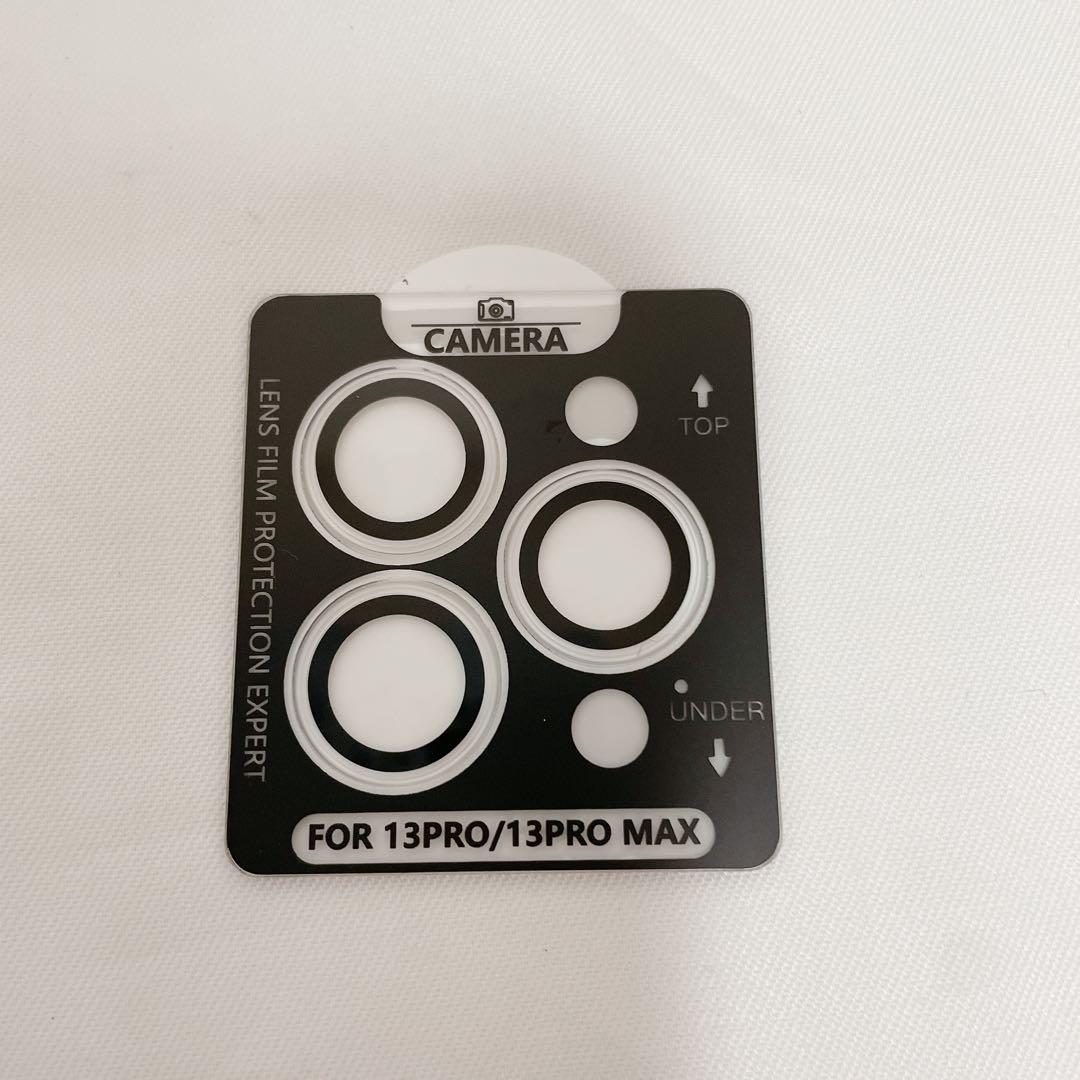 CAMERA
LENS FILM PROTECTION EXPERT
TOP
UNDER
FOR 13PRO/13PRO MAX